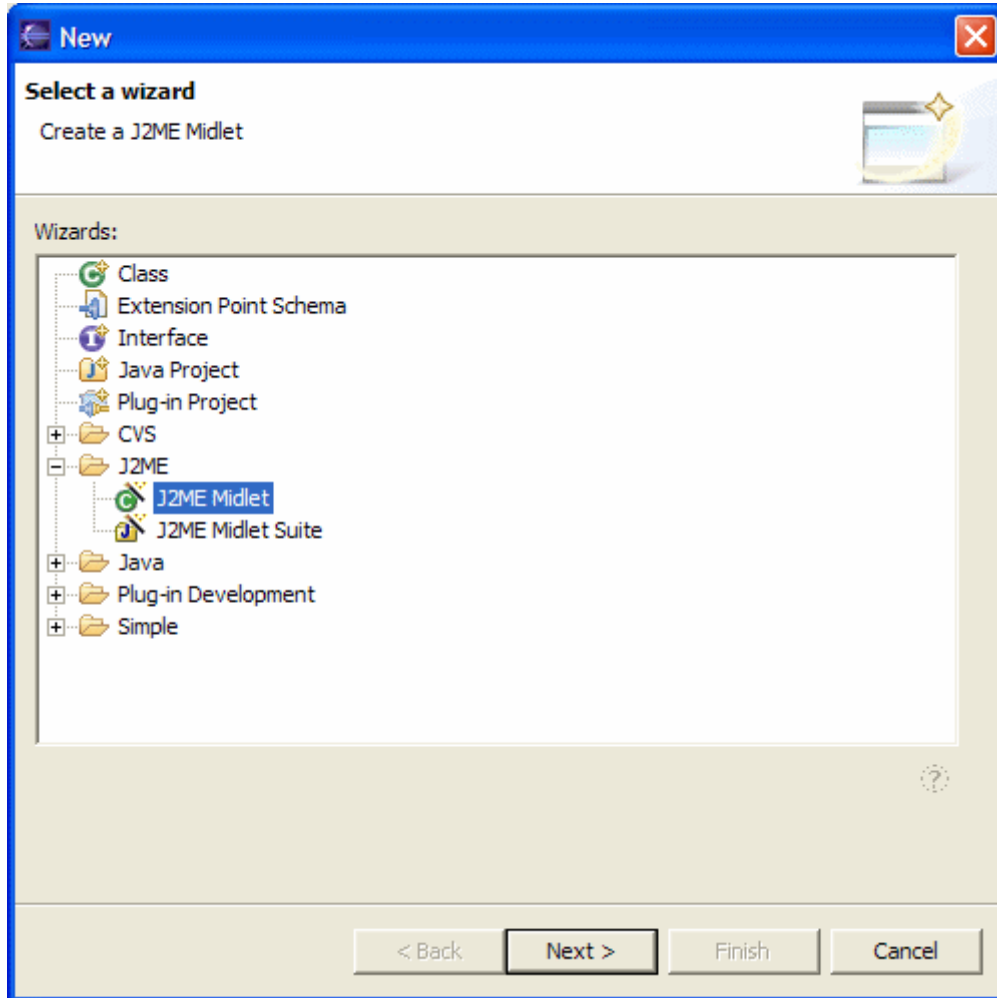 New
Select a wizard
Create a J2ME Midlet
Wizards:
Class
Extension Point Schema
Interface
Java Project
Plug-in Project
CVS
J2ME
J2ME Midlet
J2ME Midlet Suite
Java
Plug-in Development
Simple
< Back Next > Finish Cancel